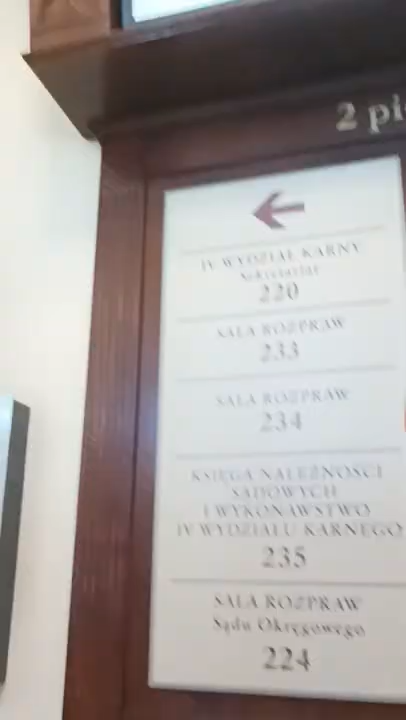 2
IV WYDZIAŁ KARNY
Sekretariat
220
SALA ROZPRAW
233
SALA ROZPRAW
234
KSIĘGA NALEŻNOŚCI
SĄDOWYCH
I WYKONAWSTWO
IV WYDZIAŁU KARNEGO
235
SALA ROZPRAW
Sądu Okręgowego
224